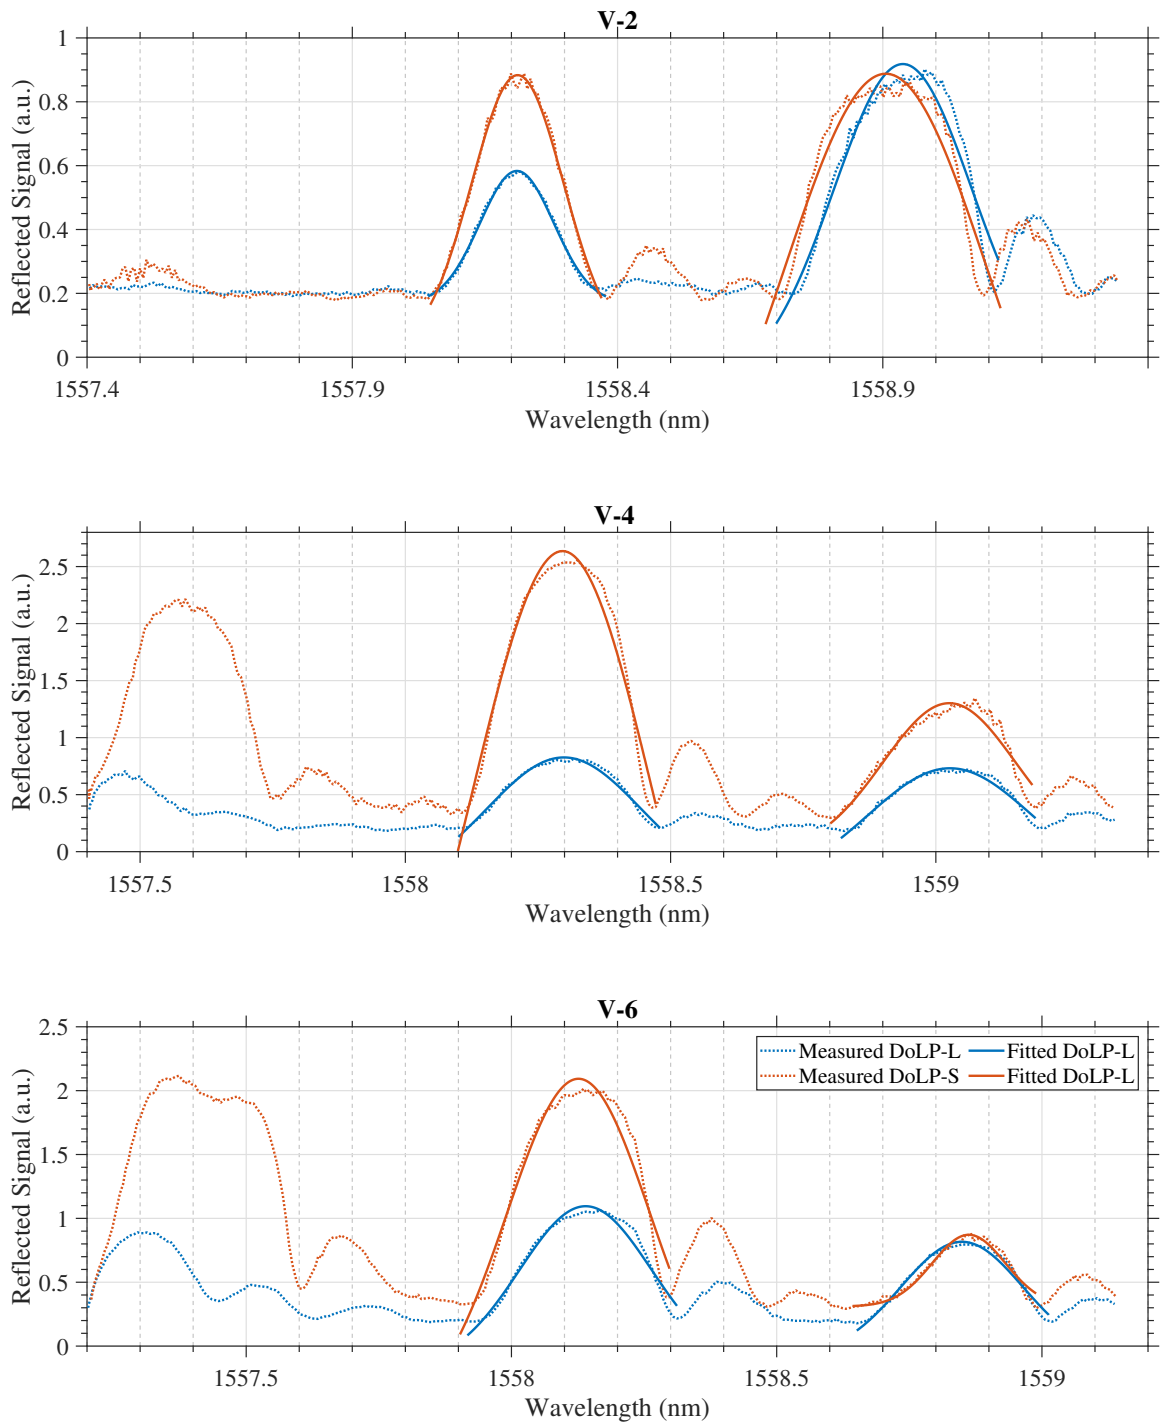 V-2
Reflected Signal (a.u.)
1
0.8
0.6
0.4
0.2
0
1557.4 1557.9 1558.4 1558.9
Wavelength (nm)
V-4
Reflected Signal (a.u.)
2.5
2
1.5
1
0.5
0
1557.5 1558 1558.5 1559
Wavelength (nm)
V-6
Reflected Signal (a.u.)
2.5
2
1.5
1
0.5
0
Measured DoLP-L Fitted DoLP-L
Measured DoLP-S Fitted DoLP-L
1557.5 1558 1558.5 1559
Wavelength (nm)